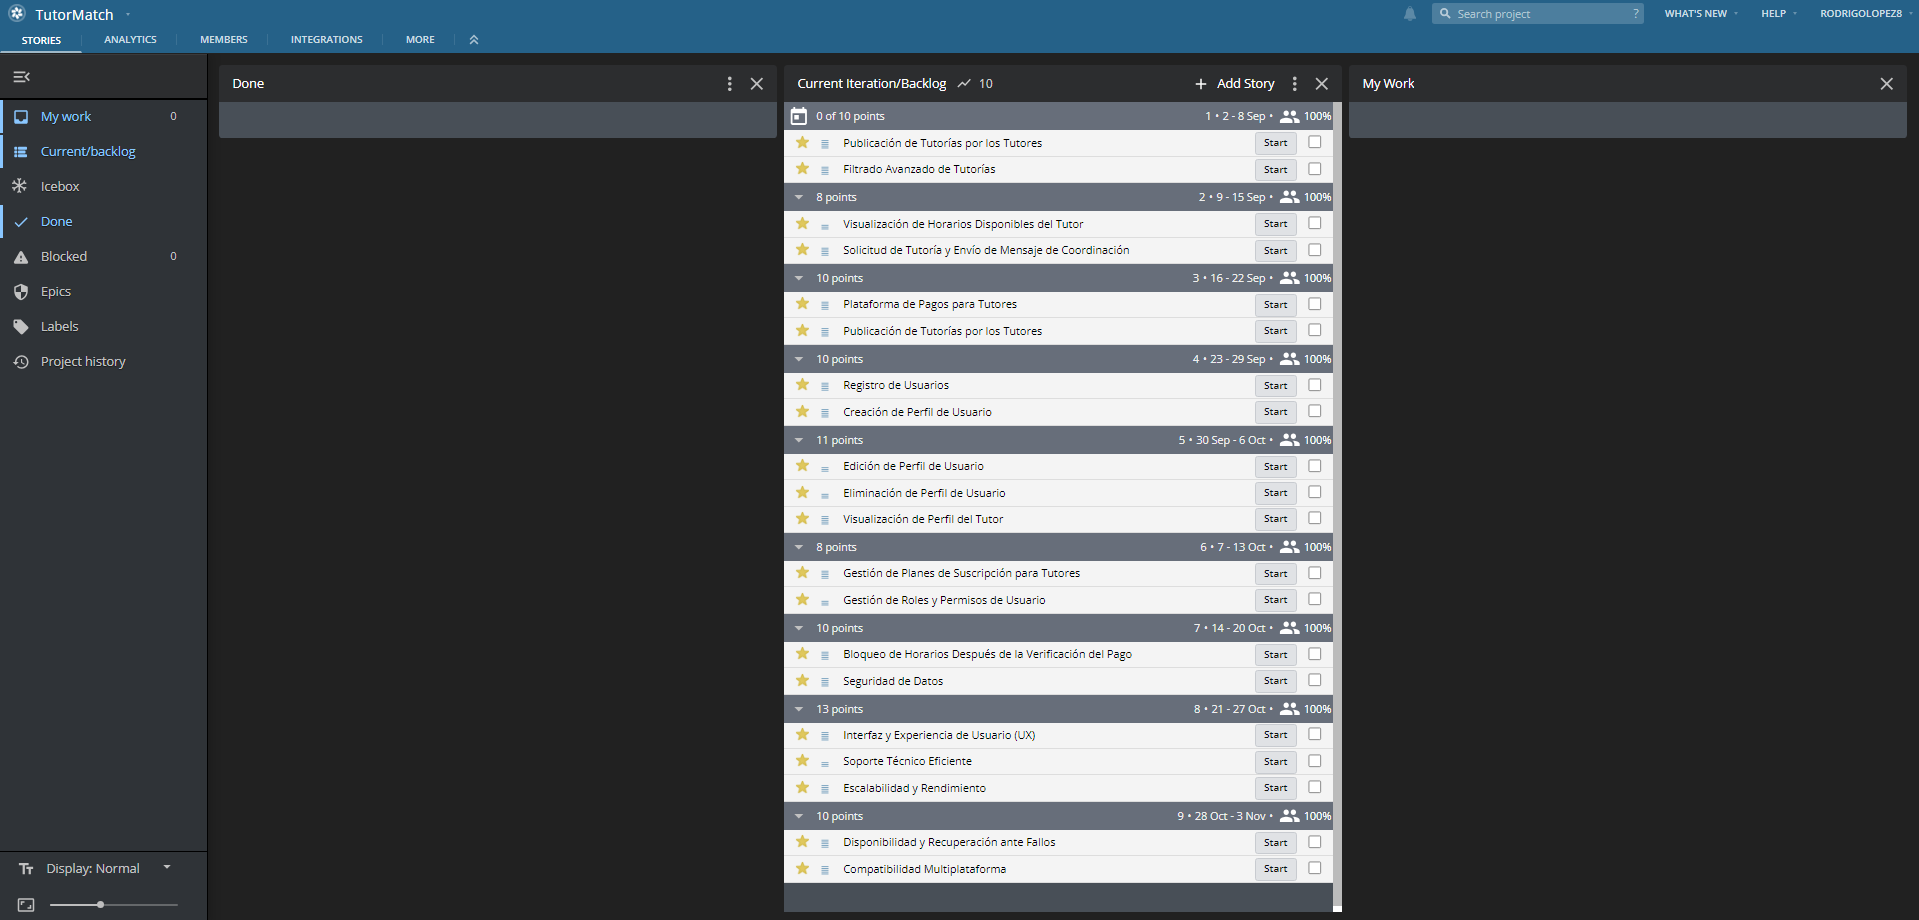 TutorMatch
Search project ?
WHAT'S NEW
HELP
RODRIGOLOPEZ8
STORIES
ANALYTICS
MEMBERS
INTEGRATIONS
MORE
My work 0
Current/backlog
Icebox
Done
Blocked 0
Epics
Labels
Project history
Display: Normal
Done
Current Iteration/Backlog 10 + Add Story
0 of 10 points 1 • 2 - 8 Sep • 100%
Publicación de Tutorías por los Tutores Start
Filtrado Avanzado de Tutorías Start
8 points 2 • 9 - 15 Sep • 100%
Visualización de Horarios Disponibles del Tutor Start
Solicitud de Tutoría y Envío de Mensaje de Coordinación Start
10 points 3 • 16 - 22 Sep • 100%
Plataforma de Pagos para Tutores Start
Publicación de Tutorías por los Tutores Start
10 points 4 • 23 - 29 Sep • 100%
Registro de Usuarios Start
Creación de Perfil de Usuario Start
11 points 5 • 30 Sep - 6 Oct • 100%
Edición de Perfil de Usuario Start
Eliminación de Perfil de Usuario Start
Visualización de Perfil del Tutor Start
8 points 6 • 7 - 13 Oct • 100%
Gestión de Planes de Suscripción para Tutores Start
Gestión de Roles y Permisos de Usuario Start
10 points 7 • 14 - 20 Oct • 100%
Bloqueo de Horarios Después de la Verificación del Pago Start
Seguridad de Datos Start
13 points 8 • 21 - 27 Oct • 100%
Interfaz y Experiencia de Usuario (UX) Start
Soporte Técnico Eficiente Start
Escalabilidad y Rendimiento Start
10 points 9 • 28 Oct - 3 Nov • 100%
Disponibilidad y Recuperación ante Fallos Start
Compatibilidad Multiplataforma Start
My Work